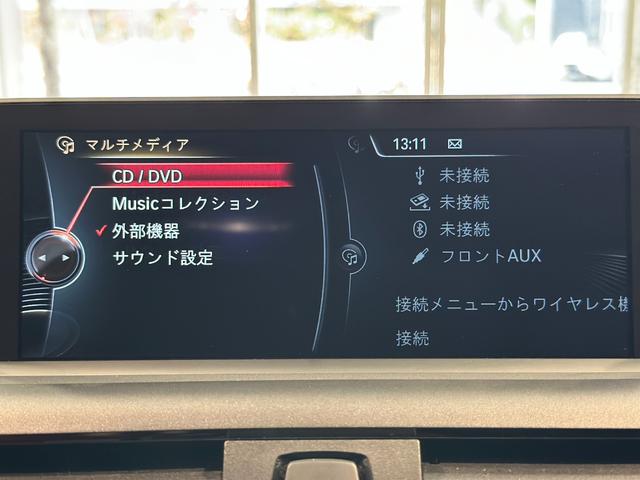 マルチメディア
CD / DVD
Musicコレクション
外部機器
サウンド設定
13:11
未接続
未接続
未接続
フロントAUX
接続メニューからワイヤレス機
接続